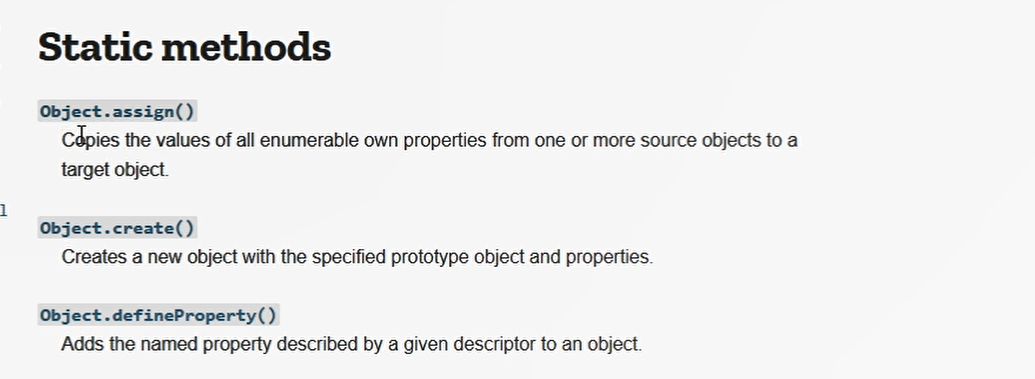 Static methods
Object.assign()
Copies the values of all enumerable own properties from one or more source objects to a
target object.
l
Object.create()
Creates a new object with the specified prototype object and properties.
Object.defineProperty()
Adds the named property described by a given descriptor to an object.